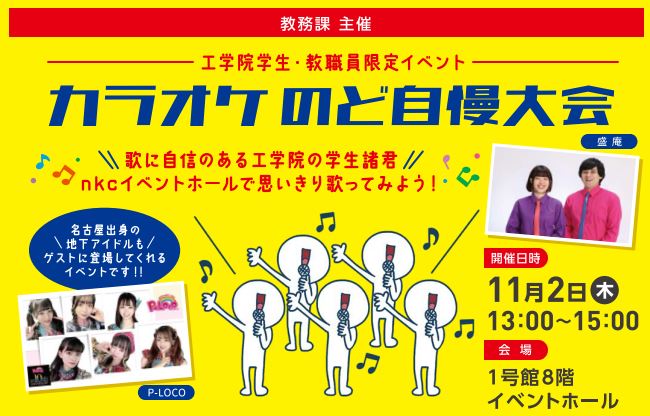 教務課 主催
工学院学生・教職員限定イベント
カラオケ のど自慢大会
盛庵
歌に自信のある工学院の学生諸君
nkcイベントホールで思いきり歌ってみよう!
名古屋出身の
地下アイドルも
ゲストに登場してくれる
イベントです!!
P-LOCO
開催日時
11月2日木
13:00〜15:00
会場
1号館8階
イベントホール